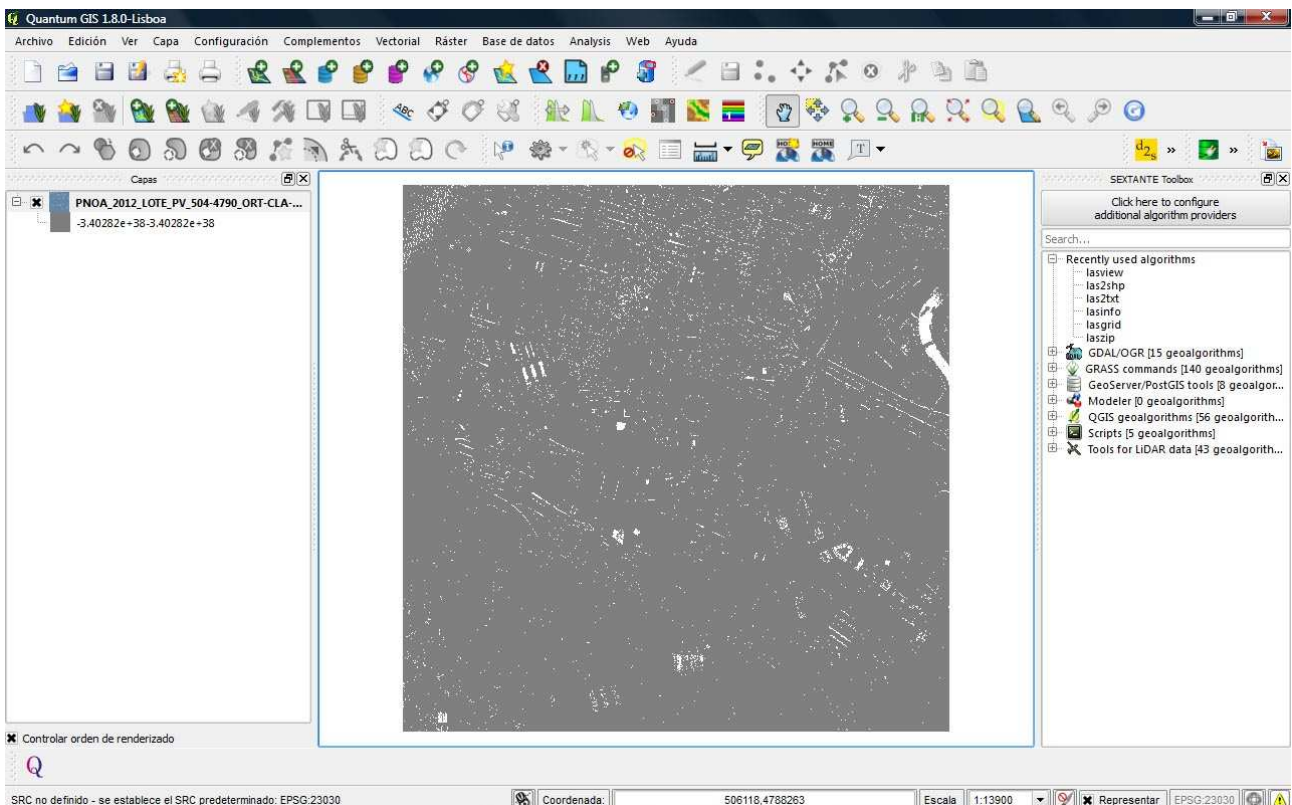 Quantum GIS 1.8.0-Lisboa
Archivo Edición Ver Capa Configuración Complementos Vectorial Ráster Base de datos Analysis Web Ayuda
ABC
HOME
T
d2s » »
Capas
PNOA_2012_LOTE_PV_504-4790_ORT-CLA-...
-3.40282e+38-3.40282e+38
Controlar orden de renderizado
SEXTANTE Toolbox
Click here to configure
additional algorithm providers
Search...
Recently used algorithms
lasview
las2shp
las2txt
lasinfo
lasgrid
laszip
GDAL/OGR [15 geoalgorithms]
GRASS commands [140 geoalgorithms]
GeoServer/PostGIS tools [8 geoalgor...
Modeler [0 geoalgorithms]
QGIS geoalgorithms [56 geoalgorith...
Scripts [5 geoalgorithms]
Tools for LiDAR data [43 geoalgorith...
SRC no definido - se establece el SRC predeterminado: EPSG:23030 Coordenada: 506118,4788263 Escala 1:13900 Representar EPSG:23030